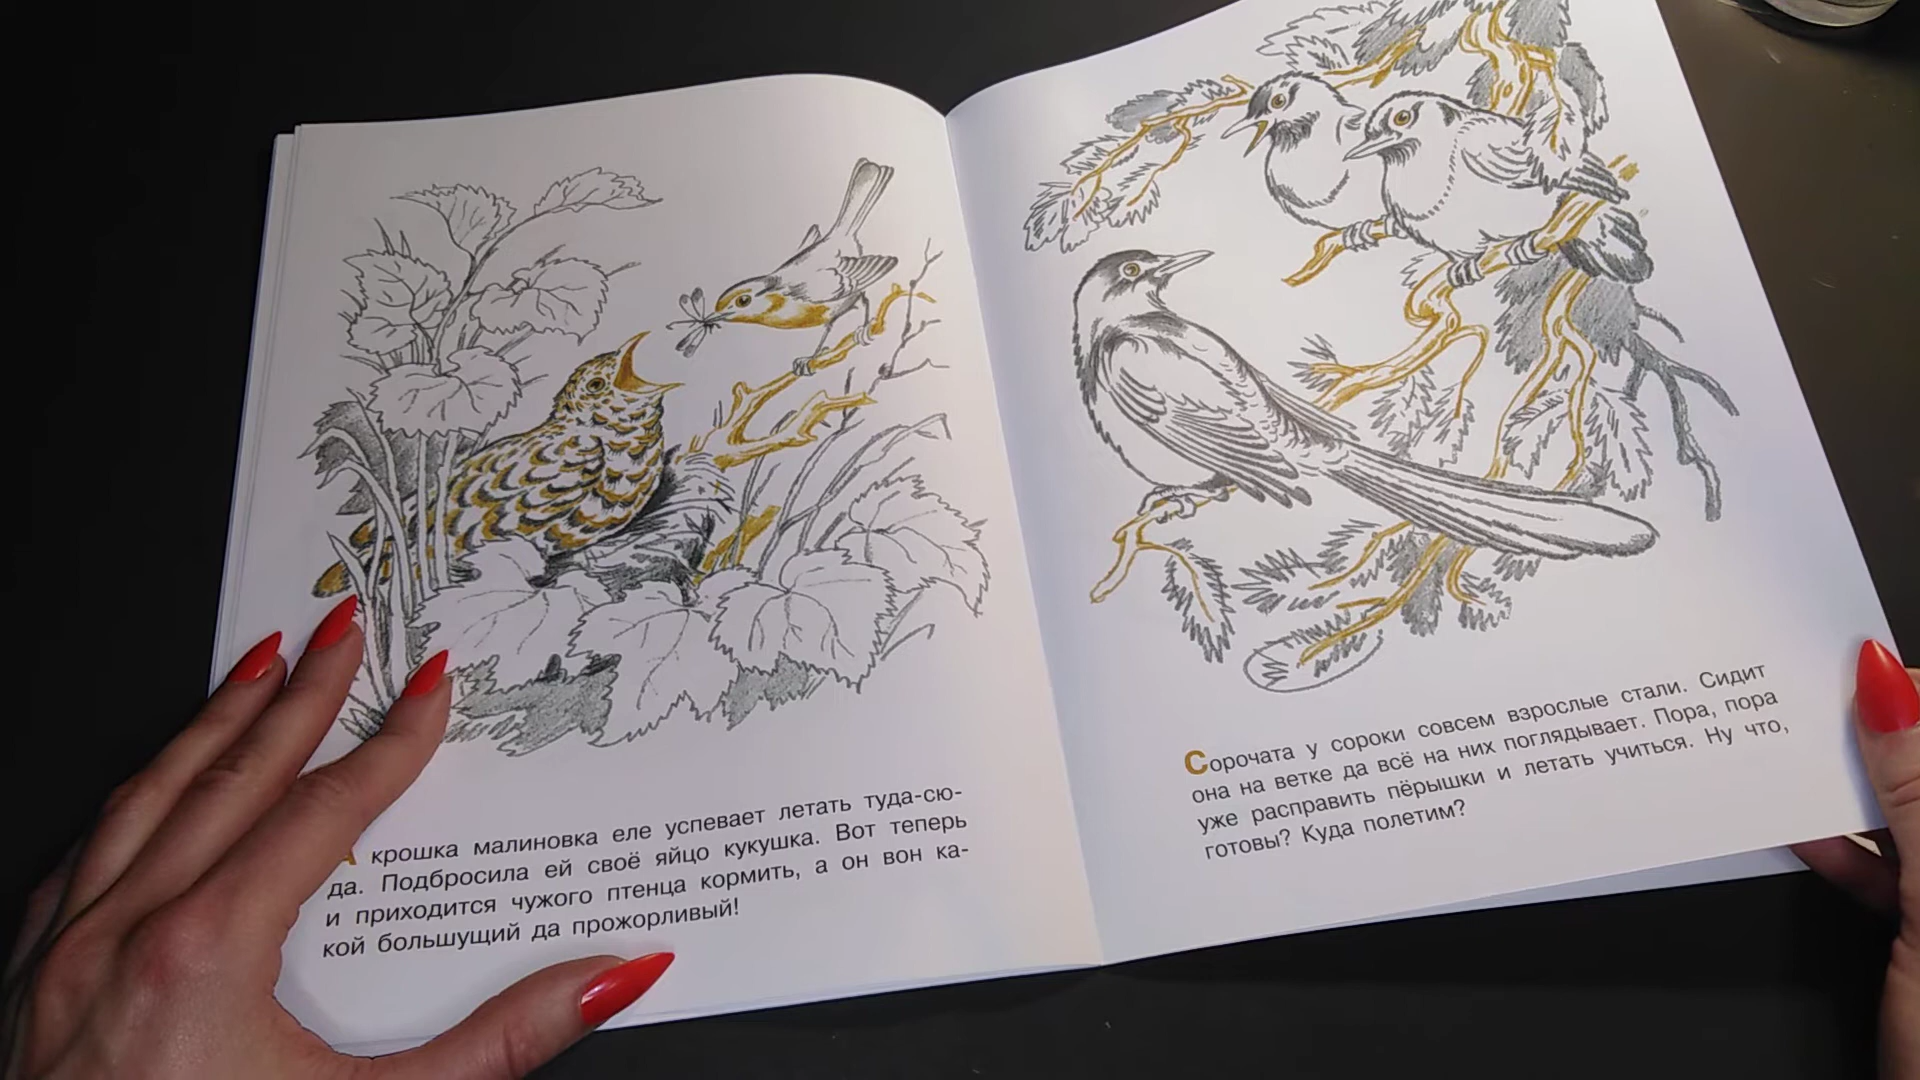 А крошка малиновка еле успевает летать туда-сю-
да. Подбросила ей своё яйцо кукушка. Вот теперь
и приходится чужого птенца кормить, а он вон ка-
кой большущий да прожорливый!
Сорочата у сороки совсем взрослые стали. Сидит
она на ветке да всё на них поглядывает. Пора, пора
уже расправить пёрышки и летать учиться. Ну что,
готовы? Куда полетим?